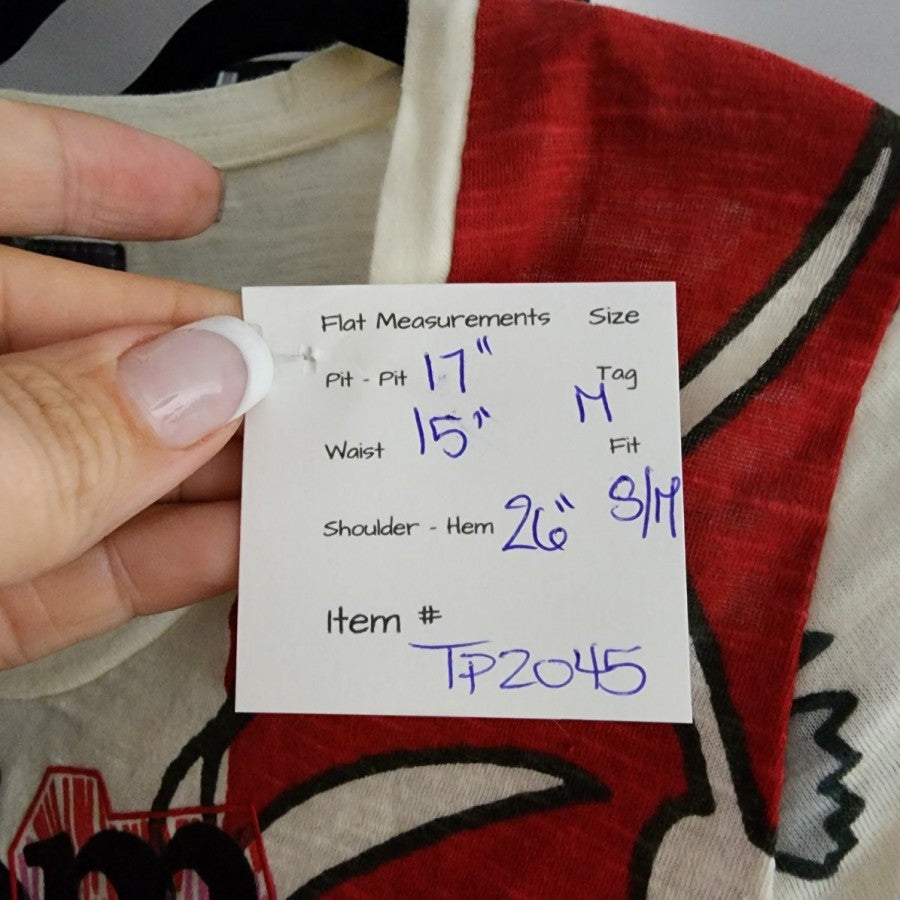 Flat Measurements Size
Pit - Pit 17" Tag
M
Waist 15" Fit
S/M
Shoulder - Hem 26"
Item #
TP2045
m